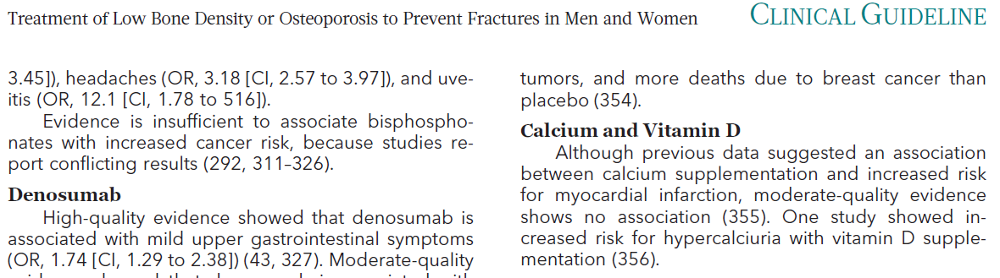 Treatment of Low Bone Density or Osteoporosis to Prevent Fractures in Men and Women
CLINICAL GUIDELINE
3.45]), headaches (OR, 3.18 [CI, 2.57 to 3.97]), and uve-
itis (OR, 12.1 [CI, 1.78 to 516]).
Evidence is insufficient to associate bisphospho-
nates with increased cancer risk, because studies re-
port conflicting results (292, 311–326).
Denosumab
High-quality evidence showed that denosumab is
associated with mild upper gastrointestinal symptoms
(OR, 1.74 [CI, 1.29 to 2.38]) (43, 327). Moderate-quality
tumors, and more deaths due to breast cancer than
placebo (354).
Calcium and Vitamin D
Although previous data suggested an association
between calcium supplementation and increased risk
for myocardial infarction, moderate-quality evidence
shows no association (355). One study showed in-
creased risk for hypercalciuria with vitamin D supple-
mentation (356).